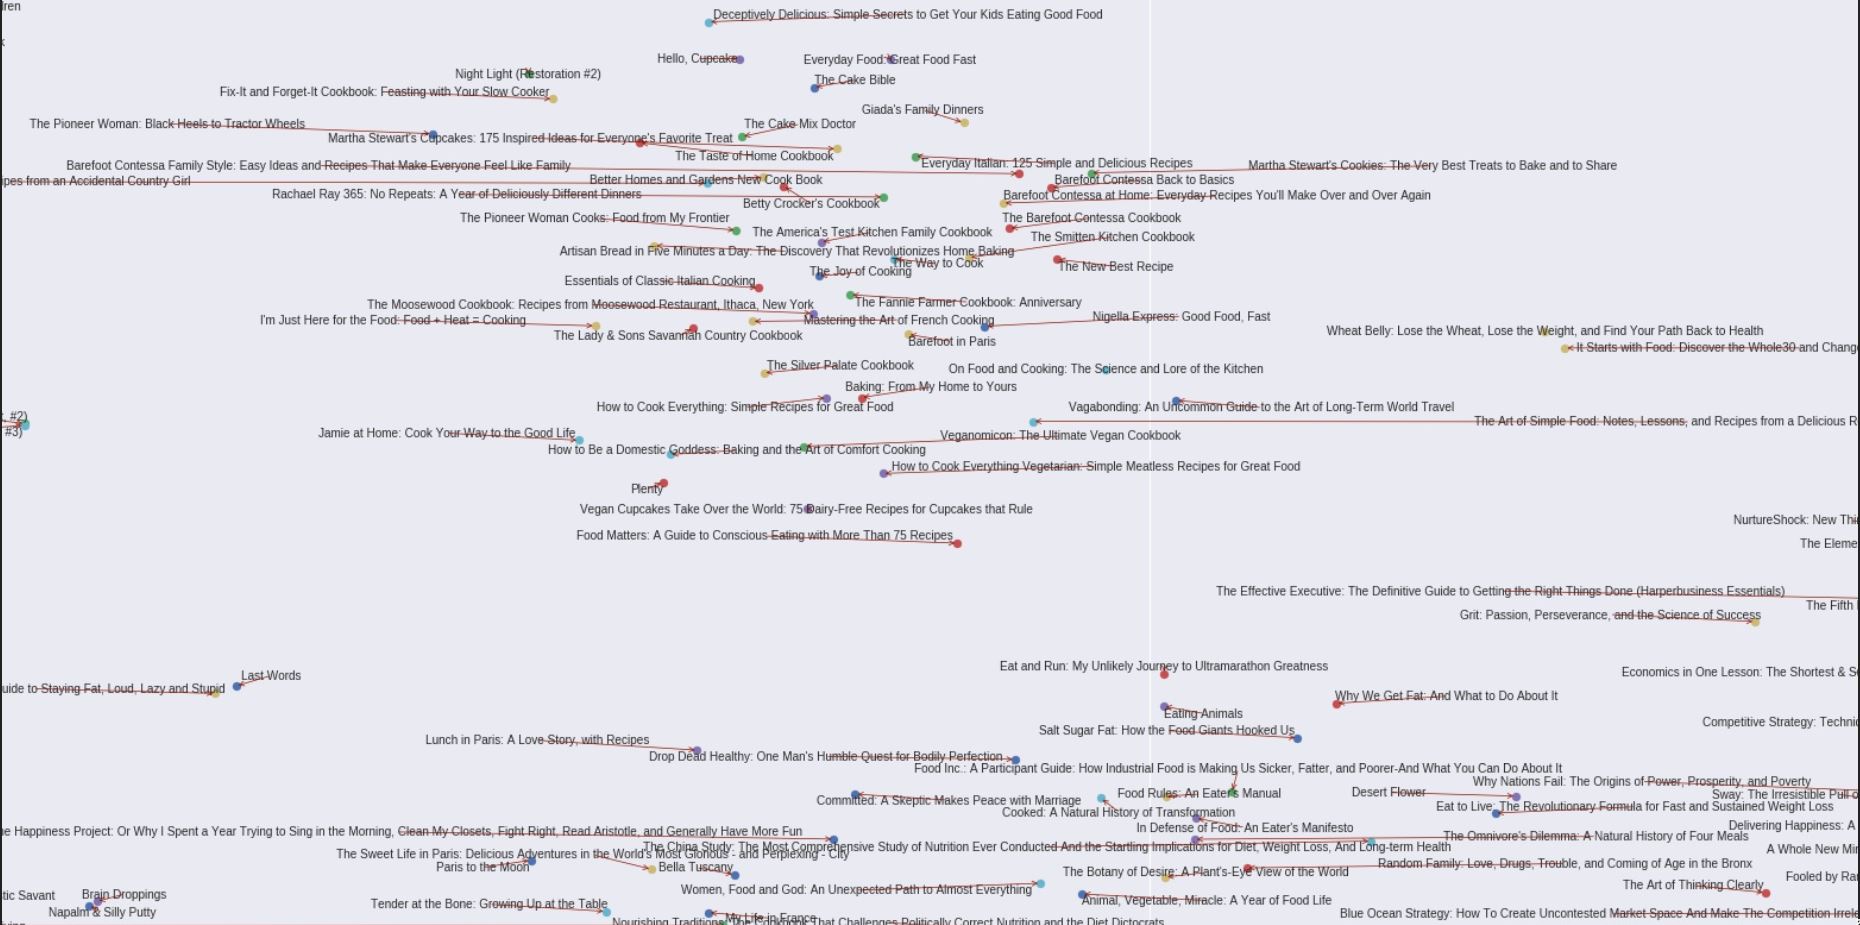 dren
Deceptively Delicious: Simple Secrets to Get Your Kids Eating Good Food
Hello, Cupcake
Everyday Food: Great Food Fast
Night Light (Restoration #2)
The Cake Bible
Fix-It and Forget-It Cookbook: Feasting with Your Slow Cooker
Giada's Family Dinners
The Pioneer Woman: Black Heels to Tractor Wheels
The Cake Mix Doctor
Martha Stewart's Cupcakes: 175 Inspired Ideas for Everyone's Favorite Treat
The Taste of Home Cookbook
Everyday Italian: 125 Simple and Delicious Recipes
Barefoot Contessa Family Style: Easy Ideas and Recipes That Make Everyone Feel Like Family
Martha Stewart's Cookies: The Very Best Treats to Bake and to Share
ipes from an Accidental Country Girl
Better Homes and Gardens New Cook Book
Barefoot Contessa Back to Basics
Rachael Ray 365: No Repeats: A Year of Deliciously Different Dinners
Barefoot Contessa at Home: Everyday Recipes You'll Make Over and Over Again
Betty Crocker's Cookbook
The Pioneer Woman Cooks: Food from My Frontier
The Barefoot Contessa Cookbook
The America's Test Kitchen Family Cookbook
The Smitten Kitchen Cookbook
Artisan Bread in Five Minutes a Day: The Discovery That Revolutionizes Home Baking
The Way to Cook
The New Best Recipe
The Joy of Cooking
Essentials of Classic Italian Cooking
The Moosewood Cookbook: Recipes from Moosewood Restaurant, Ithaca, New York
The Fannie Farmer Cookbook: Anniversary
I'm Just Here for the Food: Food + Heat = Cooking
Mastering the Art of French Cooking
Nigella Express: Good Food, Fast
The Lady & Sons Savannah Country Cookbook
Barefoot in Paris
Wheat Belly: Lose the Wheat, Lose the Weight, and Find Your Path Back to Health
It Starts with Food: Discover the Whole30 and Change
The Silver Palate Cookbook
On Food and Cooking: The Science and Lore of the Kitchen
Baking: From My Home to Yours
How to Cook Everything: Simple Recipes for Great Food
Vagabonding: An Uncommon Guide to the Art of Long-Term World Travel
#2)
#3)
The Art of Simple Food: Notes, Lessons, and Recipes from a Delicious R
Jamie at Home: Cook Your Way to the Good Life
Veganomicon: The Ultimate Vegan Cookbook
How to Be a Domestic Goddess: Baking and the Art of Comfort Cooking
How to Cook Everything Vegetarian: Simple Meatless Recipes for Great Food
Plenty
Vegan Cupcakes Take Over the World: 75 Dairy-Free Recipes for Cupcakes that Rule
NurtureShock: New Thi
Food Matters: A Guide to Conscious Eating with More Than 75 Recipes
The Eleme
The Effective Executive: The Definitive Guide to Getting the Right Things Done (Harperbusiness Essentials)
The Fifth
Grit: Passion, Perseverance, and the Science of Success
Eat and Run: My Unlikely Journey to Ultramarathon Greatness
Last Words
Economics in One Lesson: The Shortest & S
uide to Staying Fat, Loud, Lazy and Stupid
Why We Get Fat: And What to Do About It
Eating Animals
Competitive Strategy: Techni
Salt Sugar Fat: How the Food Giants Hooked Us
Lunch in Paris: A Love Story, with Recipes
Drop Dead Healthy: One Man's Humble Quest for Bodily Perfection
Food Inc.: A Participant Guide: How Industrial Food is Making Us Sicker, Fatter, and Poorer-And What You Can Do About It
Why Nations Fail: The Origins of Power, Prosperity, and Poverty
Food Rules: An Eater's Manual
Desert Flower
Sway: The Irresistible Pull o
Committed: A Skeptic Makes Peace with Marriage
Eat to Live: The Revolutionary Formula for Fast and Sustained Weight Loss
Cooked: A Natural History of Transformation
Delivering Happiness: A
In Defense of Food: An Eater's Manifesto
he Happiness Project: Or Why I Spent a Year Trying to Sing in the Morning, Clean My Closets, Fight Right, Read Aristotle, and Generally Have More Fun
The Omnivore's Dilemma: A Natural History of Four Meals
The China Study: The Most Comprehensive Study of Nutrition Ever Conducted And the Startling Implications for Diet, Weight Loss, And Long-term Health
A Whole New Min
The Sweet Life in Paris: Delicious Adventures in the World's Most Glorious - and Perplexing - City
Paris to the Moon
Bella Tuscany
Random Family: Love, Drugs, Trouble, and Coming of Age in the Bronx
The Botany of Desire: A Plant's-Eye View of the World
Fooled by Ra
Women, Food and God: An Unexpected Path to Almost Everything
The Art of Thinking Clearly
tic Savant
Brain Droppings
Animal, Vegetable, Miracle: A Year of Food Life
Tender at the Bone: Growing Up at the Table
Napalm & Silly Putty
Blue Ocean Strategy: How To Create Uncontested Market Space And Make The Competition Irrele
My Life in France
Nourishing Traditions: The Cookbook That Challenges Politically Correct Nutrition and the Diet Dictocrats